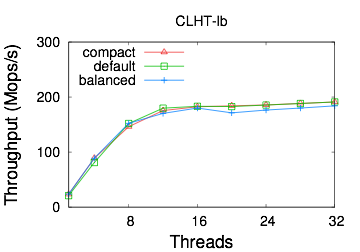 CLHT-lb
Throughput (Mops/s)
300
200
100
0
compact
default
balanced
8
16
24
32
Threads